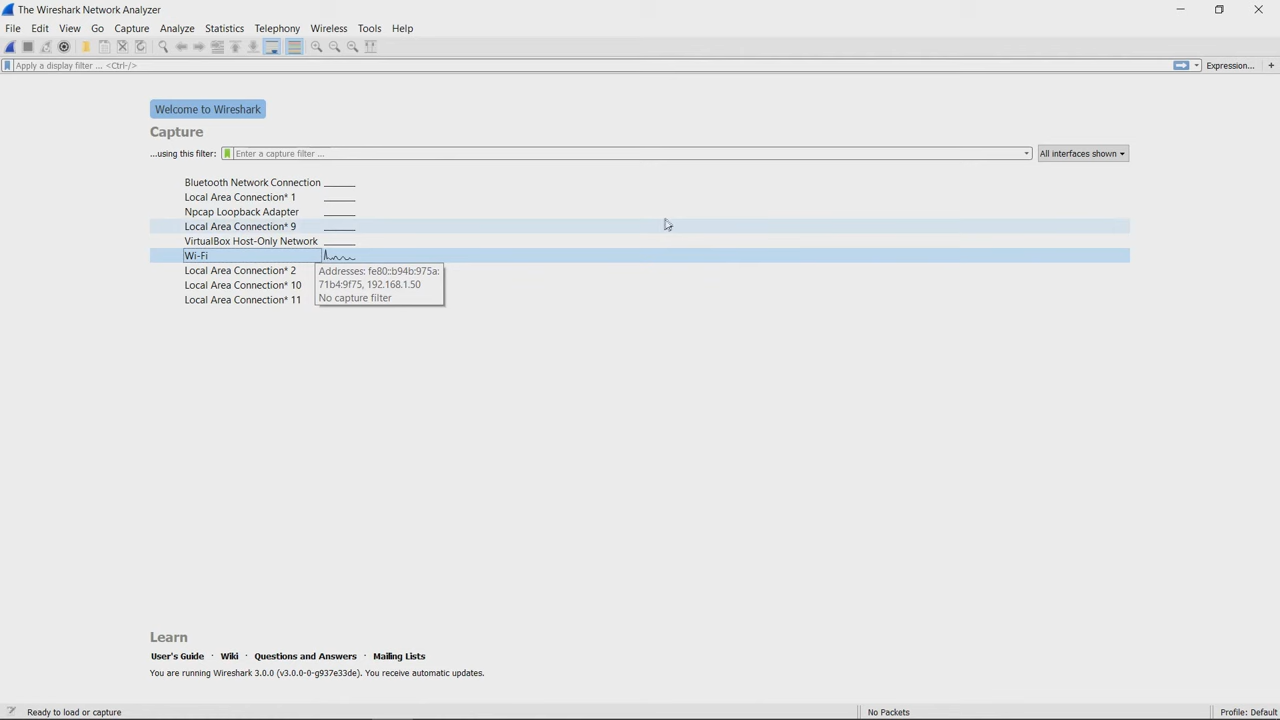 The Wireshark Network Analyzer
File Edit View Go Capture Analyze Statistics Telephony Wireless Tools Help
Apply a display filter ... <Ctrl-/> Expression... +
Welcome to Wireshark
Capture
...using this filter: Enter a capture filter ... All interfaces shown
Bluetooth Network Connection
Local Area Connection* 1
Npcap Loopback Adapter
Local Area Connection* 9
VirtualBox Host-Only Network
Wi-Fi
Local Area Connection* 2
Local Area Connection* 10
Local Area Connection* 11
Addresses: fe80::b94b:975a:
71b4:9f75, 192.168.1.50
No capture filter
Learn
User's Guide · Wiki · Questions and Answers · Mailing Lists
You are running Wireshark 3.0.0 (v3.0.0-0-g937e33de). You receive automatic updates.
Ready to load or capture No Packets Profile: Default